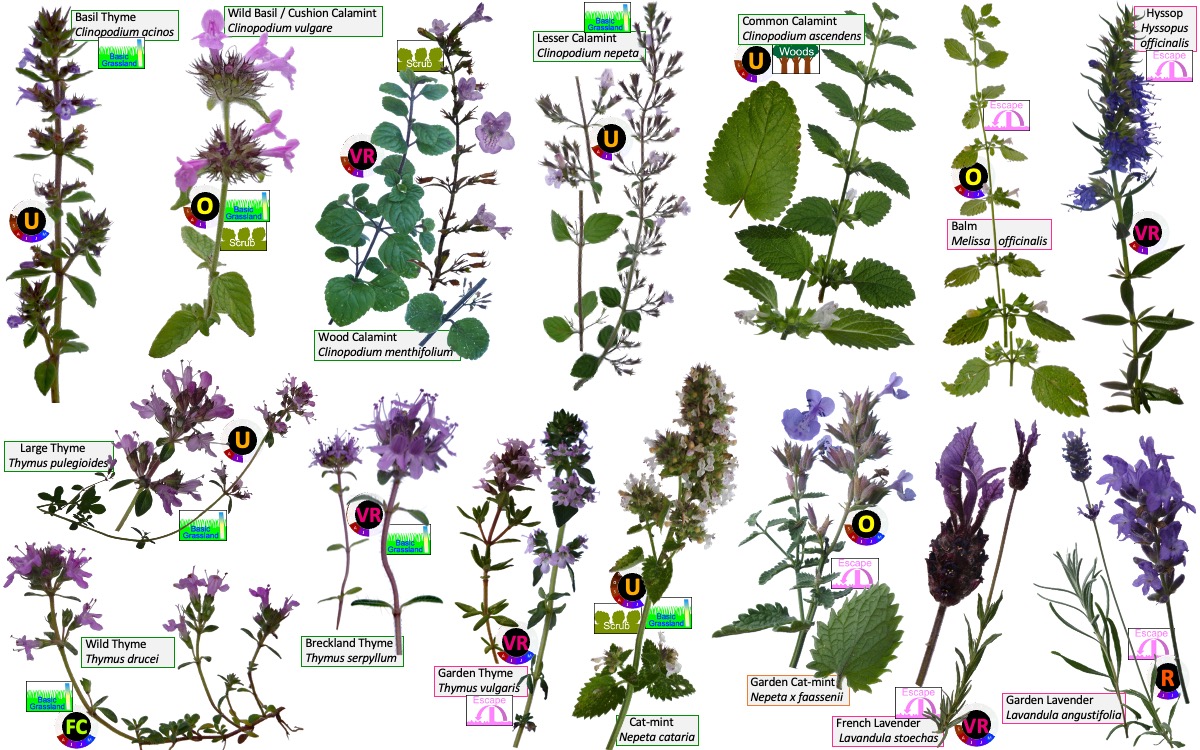 Basil Thyme
Clinopodium acinos
Basic
Grassland
U
Wild Basil / Cushion Calamint
Clinopodium vulgare
O
Basic
Grassland
Scrub
Scrub
VR
Wood Calamint
Clinopodium menthifolium
Basic
Grassland
Lesser Calamint
Clinopodium nepeta
U
Common Calamint
Clinopodium ascendens
U
Woods
Escape
O
Balm
Melissa officinalis
Hyssop
Hyssopus
officinalis
Escape
VR
Large Thyme
Thymus pulegioides
U
Basic
Grassland
Wild Thyme
Thymus drucei
Basic
Grassland
FC
VR
Basic
Grassland
Breckland Thyme
Thymus serpyllum
VR
Garden Thyme
Thymus vulgaris
Escape
U
Scrub
Basic
Grassland
Cat-mint
Nepeta cataria
O
Escape
Garden Cat-mint
Nepeta x faassenii
Escape
French Lavender
Lavandula stoechas
VR
Escape
R
Garden Lavender
Lavandula angustifolia